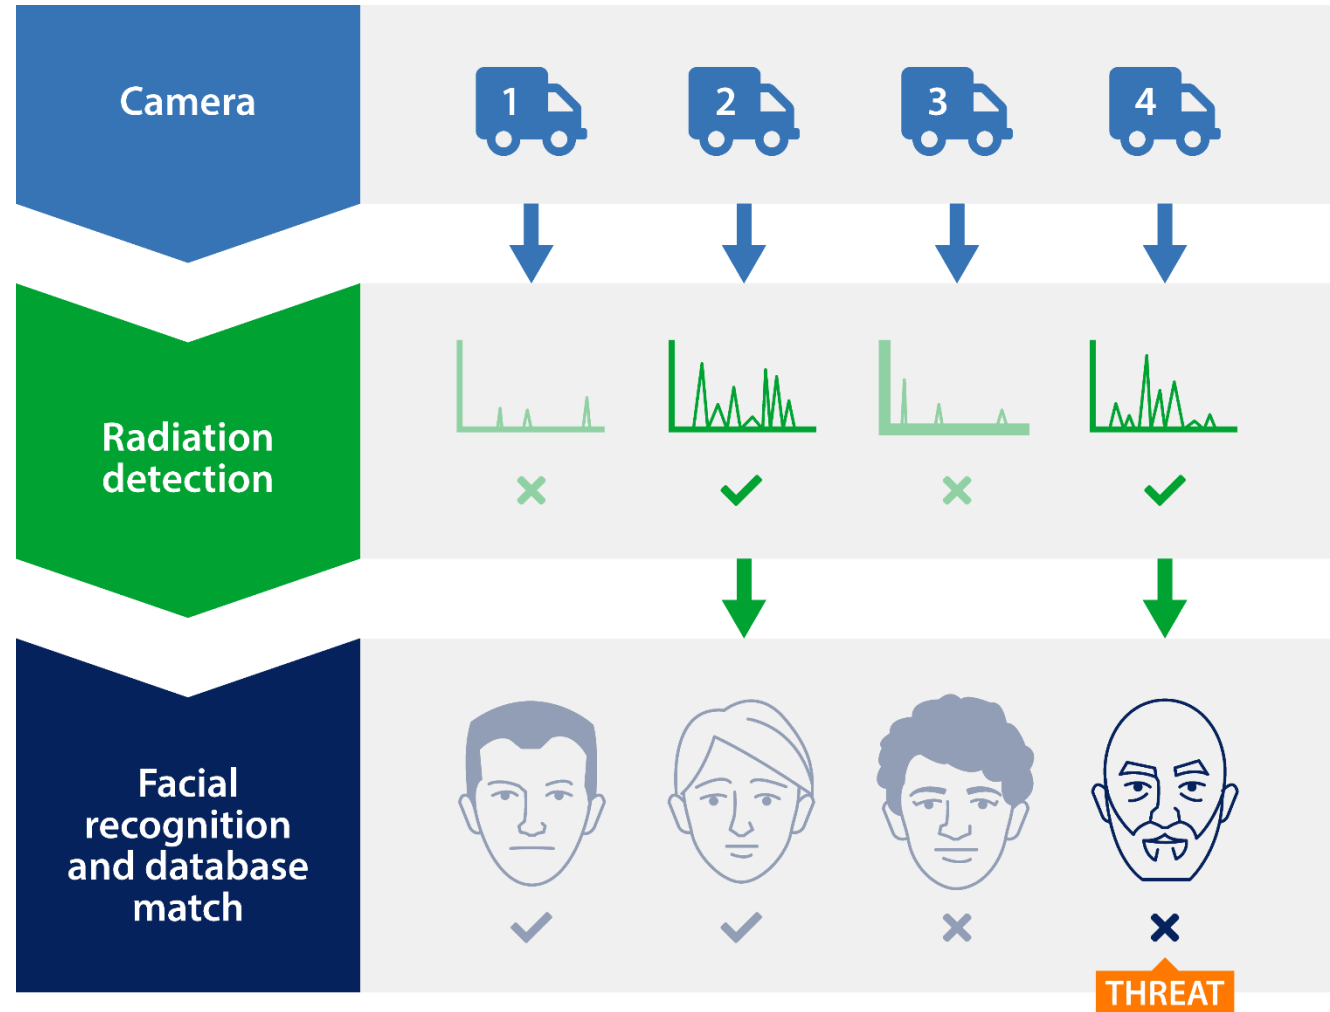 Camera
1
2
3
4
Radiation
detection
Facial
recognition
and database
match
THREAT